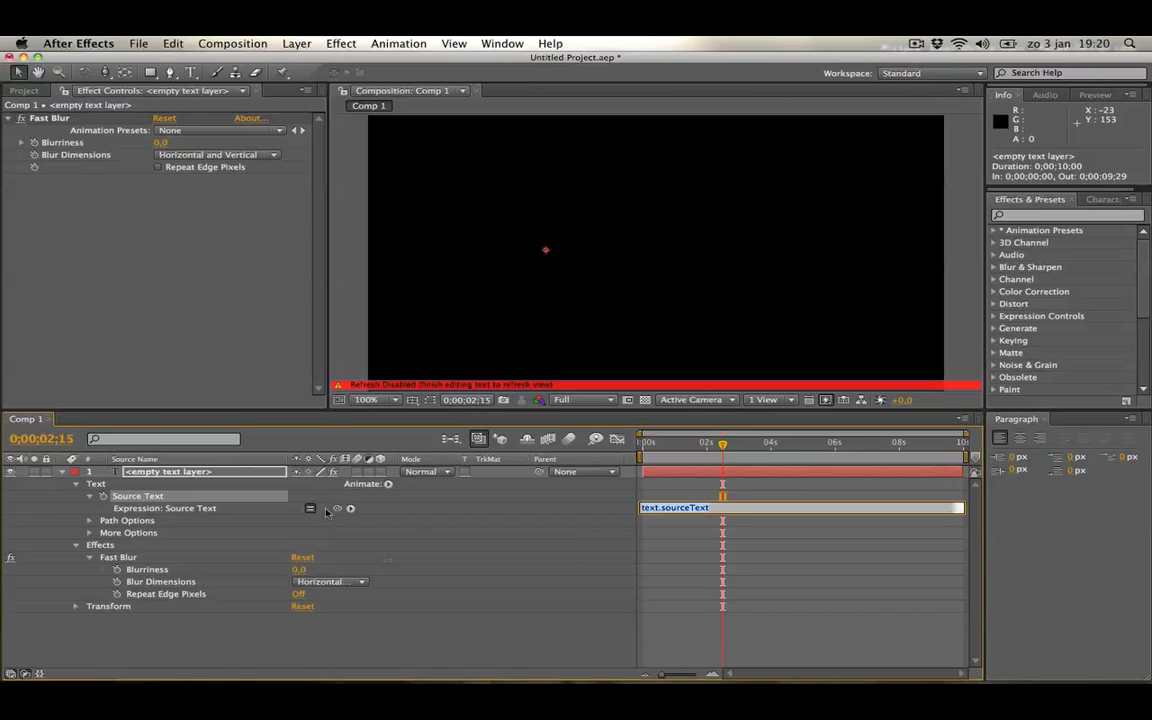 After Effects File Edit Composition Layer Effect Animation View Window Help zo 3 jan 19:20
Untitled Project.aep *
Workspace: Standard Search Help
Project Effect Controls: <empty text layer> Composition: Comp 1 Info Audio Preview
Comp 1 • <empty text layer> Comp 1
Fast Blur Reset About...
Animation Presets: None
Blurriness 0,0
Blur Dimensions Horizontal and Vertical
Repeat Edge Pixels
R:
G:
B:
A: 0
X: -23
Y: 153
<empty text layer>
Duration: 0;00;10;00
In: 0;00;00;00, Out: 0;00;09;29
Effects & Presets Charact
* Animation Presets
3D Channel
Audio
Blur & Sharpen
Channel
Color Correction
Distort
Expression Controls
Generate
Keying
Matte
Noise & Grain
Obsolete
Paint
Refresh Disabled (finish editing text to refresh view)
100% 0;00;02;15 Full Active Camera 1 View +0,0
Comp 1
0;00;02;15
:00s 02s 04s 06s 08s 10s
# Source Name Mode T TrkMat Parent
1 T <empty text layer> Normal None
Text Animate:
Source Text
Expression: Source Text text.sourceText
Path Options
More Options
Effects
Fast Blur Reset
Blurriness 0,0
Blur Dimensions Horizontal...
Repeat Edge Pixels Off
Transform Reset
Paragraph
0 px 0 px 0 px
0 px 0 px